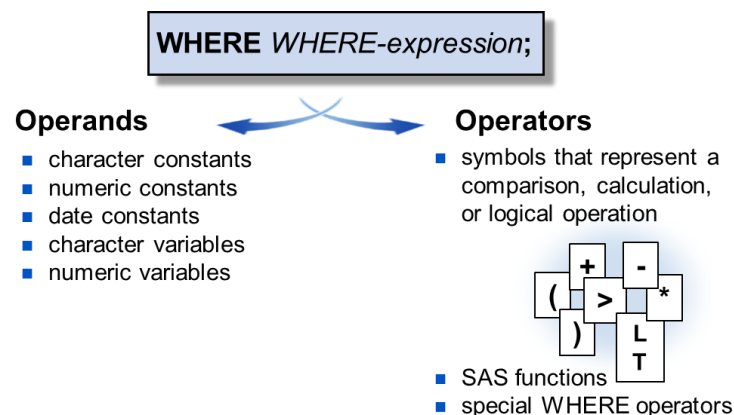 WHERE WHERE-expression;
Operands
character constants
numeric constants
date constants
character variables
numeric variables
Operators
symbols that represent a
comparison, calculation,
or logical operation
+
-
(
>
*
)
L
T
SAS functions
special WHERE operators